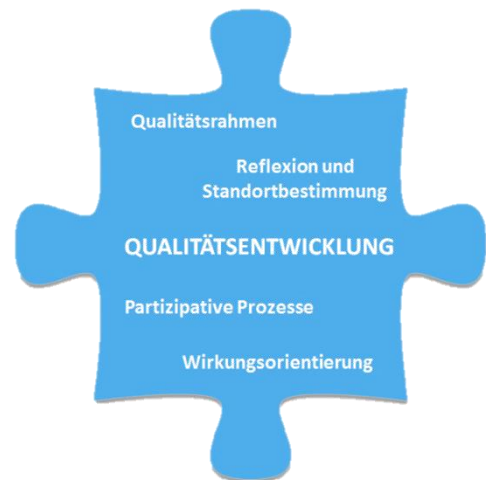 Qualitätsrahmen
Reflexion und
Standortbestimmung
QUALITÄTSENTWICKLUNG
Partizipative Prozesse
Wirkungsorientierung